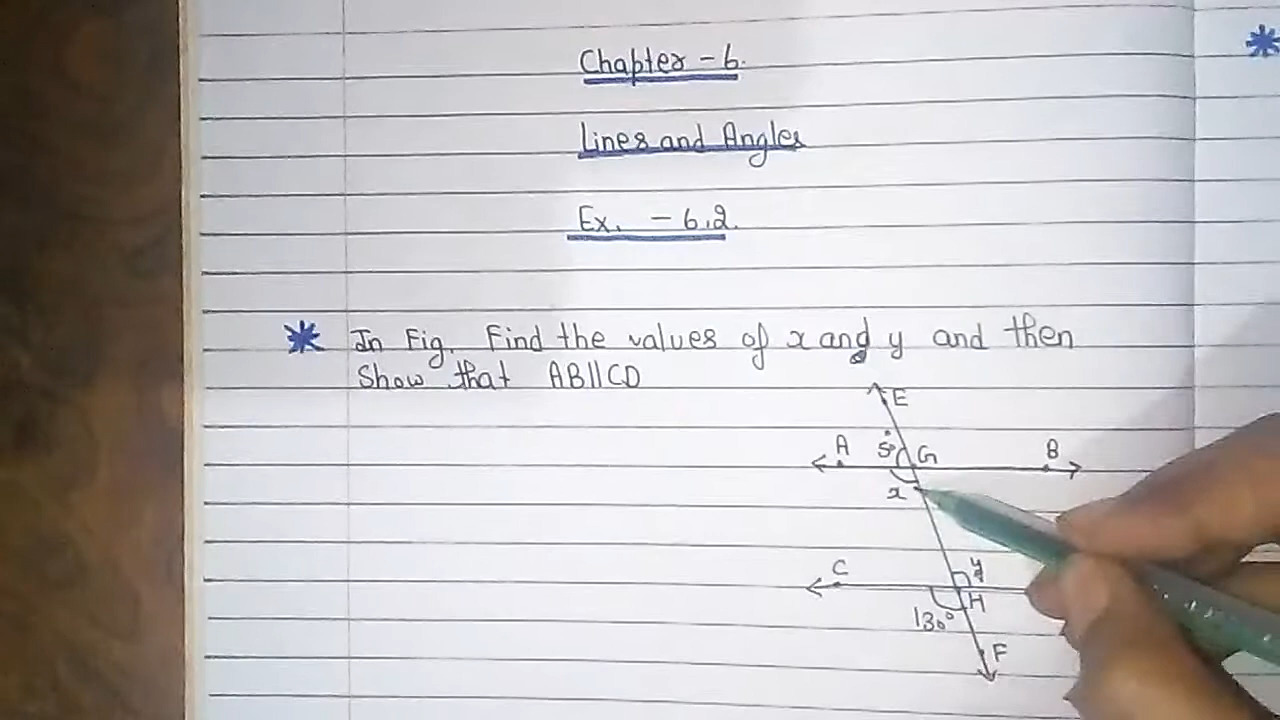 Chapter - 6.
Lines and Angles
Ex. - 6.2.
In Fig. Find the values of x and y and then
Show that AB||CD
E
A 50° G B
x
C y
H
130°
F